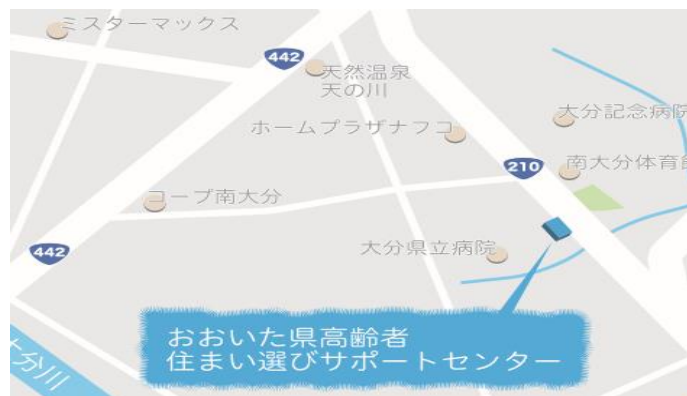 ミスターマックス
442
天然温泉
天の川
ホームプラザナフコ
大分記念病院
210
南大分体育館
コープ南大分
442
大分県立病院
おおいた県高齢者
住まい選びサポートセンター
大分川